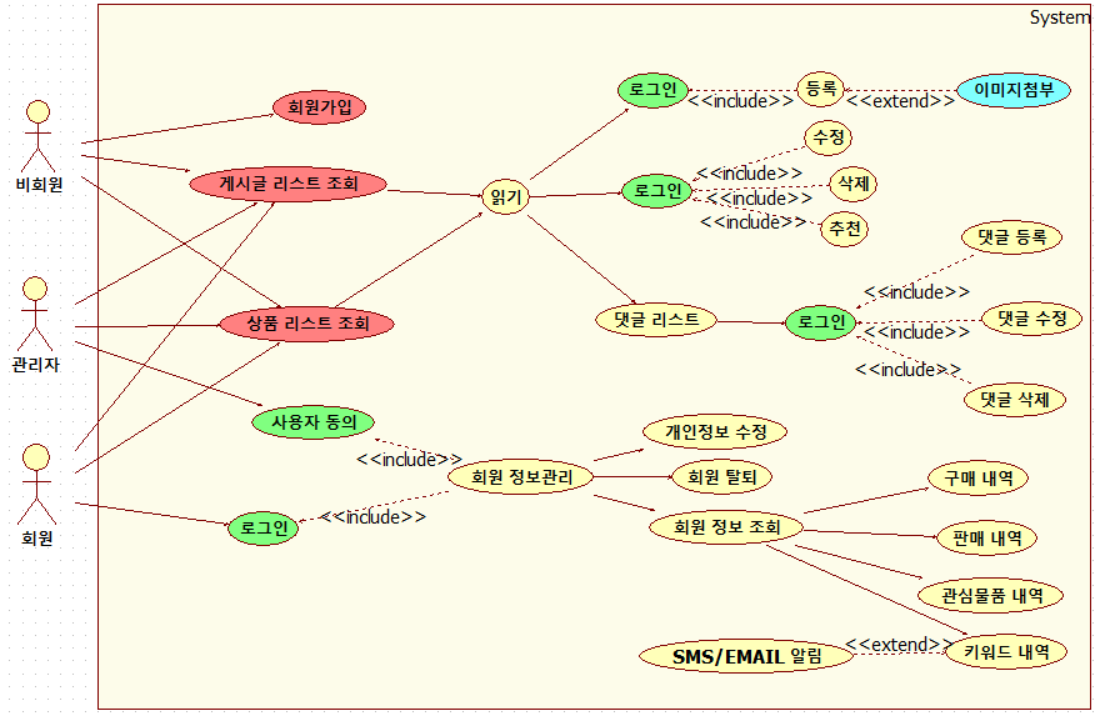 System
비회원
관리자
회원
회원가입
게시글 리스트 조회
상품 리스트 조회
사용자 동의
로그인
읽기
로그인
<<include>>
등록
<<extend>>
이미지첨부
로그인
<<include>>
수정
<<include>>
삭제
<<include>>
추천
댓글 리스트
로그인
<<include>>
댓글 등록
<<include>>
댓글 수정
<<include>>
댓글 삭제
<<include>>
<<include>>
회원 정보관리
개인정보 수정
회원 탈퇴
회원 정보 조회
구매 내역
판매 내역
관심물품 내역
키워드 내역
<<extend>>
SMS/EMAIL 알림